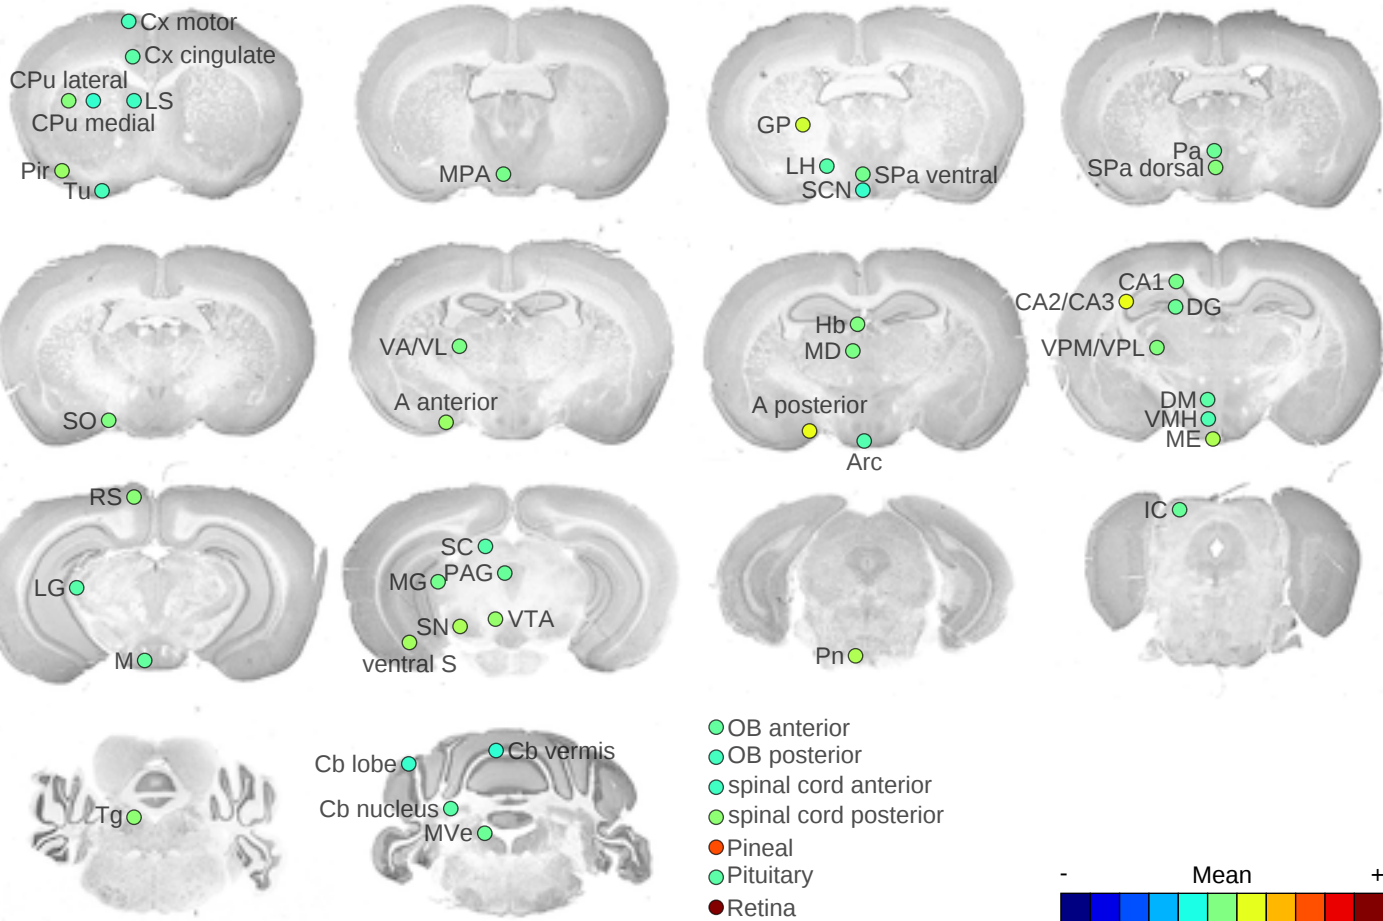 Cx motor
Cx cingulate
CPu lateral
LS
CPu medial
Pir
Tu
MPA
GP
LH
SPa ventral
SCN
Pa
SPa dorsal
SO
VA/VL
A anterior
Hb
MD
A posterior
Arc
CA1
CA2/CA3
DG
VPM/VPL
DM
VMH
ME
RS
LG
M
SC
PAG
MG
SN
VTA
ventral S
Pn
IC
Tg
Cb vermis
Cb lobe
Cb nucleus
MVe
OB anterior
OB posterior
spinal cord anterior
spinal cord posterior
Pineal
Pituitary
Retina
- Mean +